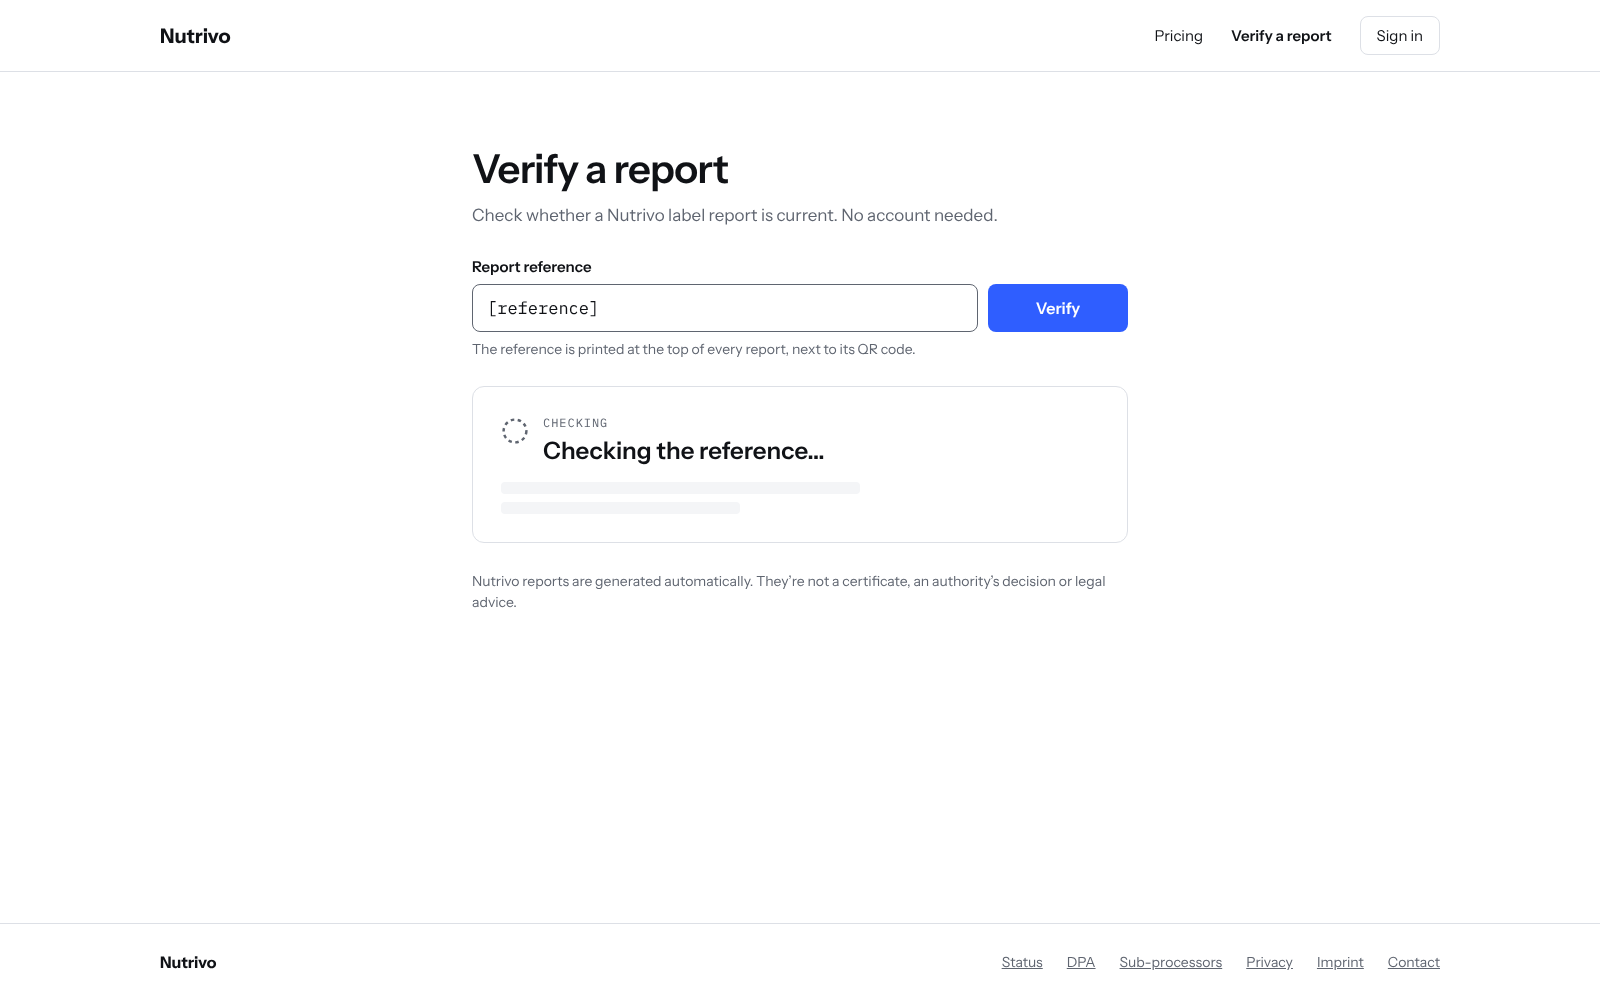 Nutrivo
Pricing
Verify a report
Sign in
Verify a report
Check whether a Nutrivo label report is current. No account needed.
Report reference
[reference]
Verify
The reference is printed at the top of every report, next to its QR code.
CHECKING
Checking the reference…
Nutrivo reports are generated automatically. They’re not a certificate, an authority’s decision or legal
advice.
Nutrivo
Status
DPA
Sub-processors
Privacy
Imprint
Contact